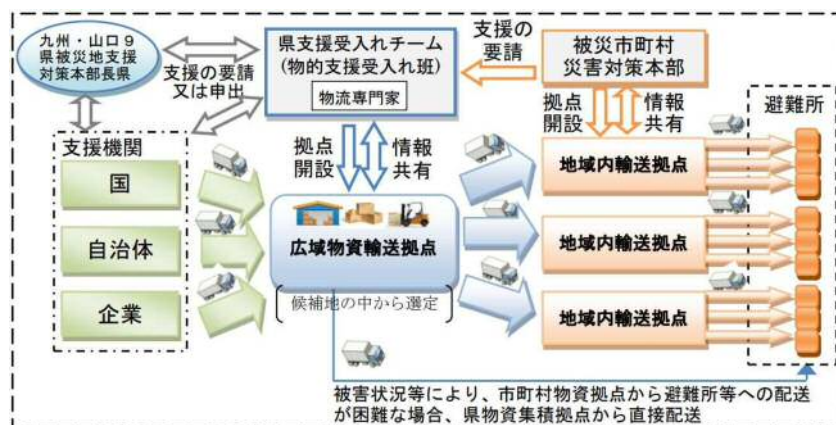 九州・山口９
県被災地支援
対策本部長県
支援の要請
又は申出
県支援受入れチーム
(物的支援受入れ班)
物流専門家
支援の
要請
被災市町村
災害対策本部
支援機関
国
自治体
企業
拠点
開設
情報
共有
広域物資輸送拠点
候補地の中から選定
拠点
開設
情報
共有
避難所
地域内輸送拠点
地域内輸送拠点
地域内輸送拠点
被害状況等により、市町村物資拠点から避難所等への配送
が困難な場合、県物資集積拠点から直接配送